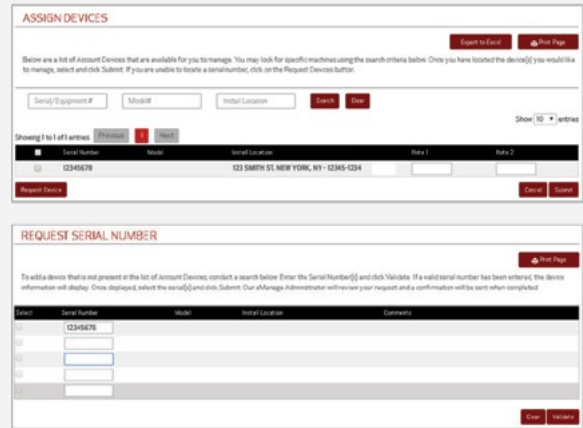 ASSIGN DEVICES
Export to Excel Print Page
Below are a list of Account Devices that are available for you to manage. You may look for specific machines using the search criteria below. Once you have located the device(s) you would like
to manage, select and click Submit. If you are unable to locate a serial number, click on the Request Devices button.
Serial/Equipment # Model# Install Location Search Clear
Show 10 entries
Showing 1 to 1 of 1 entries Previous 1 Next
Serial Number Model Install Location Note 1 Note 2
12345678 123 SMITH ST. NEW YORK, NY - 12345-1234
Request Device Cancel Submit
REQUEST SERIAL NUMBER
Print Page
To add a device that is not present in the list of Account Devices, conduct a search below. Enter the Serial Number(s) and click Validate. If a valid serial number has been entered, the device
information will display. Once displayed, select the serial(s) and click Submit. Our eManage Administrator will review your request and a confirmation will be sent when completed.
Select Serial Number Model Install Location Comments
12345678
Clear Validate